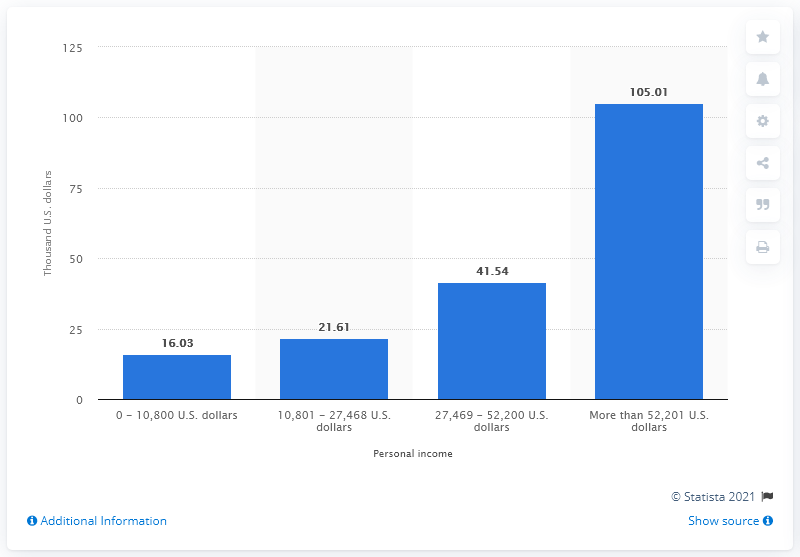 125
100
75
50
25
0
Thousand U.S. dollars
16.03
21.61
41.54
105.01
0 – 10,800 U.S. dollars
10,801 – 27,468 U.S.
dollars
27,469 – 52,200 U.S.
dollars
More than 52,201 U.S.
dollars
Personal income
© Statista 2021
Additional Information
Show source